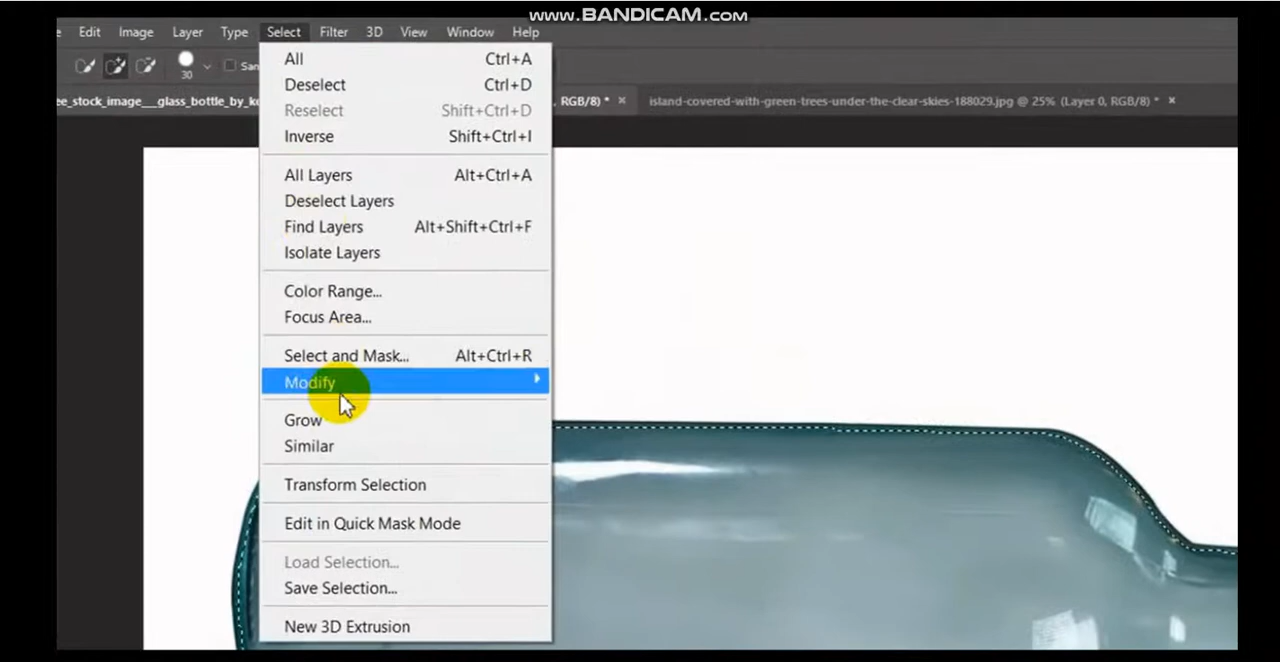 www.BANDICAM.com
Edit Image Layer Type Select Filter 3D View Window Help
30
ee_stock_image___glass_bottle_by_ke
, RGB/8) * × island-covered-with-green-trees-under-the-clear-skies-188029.jpg @ 25% (Layer 0, RGB/8) * ×
All Ctrl+A
Deselect Ctrl+D
Reselect Shift+Ctrl+D
Inverse Shift+Ctrl+I
All Layers Alt+Ctrl+A
Deselect Layers
Find Layers Alt+Shift+Ctrl+F
Isolate Layers
Color Range...
Focus Area...
Select and Mask... Alt+Ctrl+R
Modify
Grow
Similar
Transform Selection
Edit in Quick Mask Mode
Load Selection...
Save Selection...
New 3D Extrusion